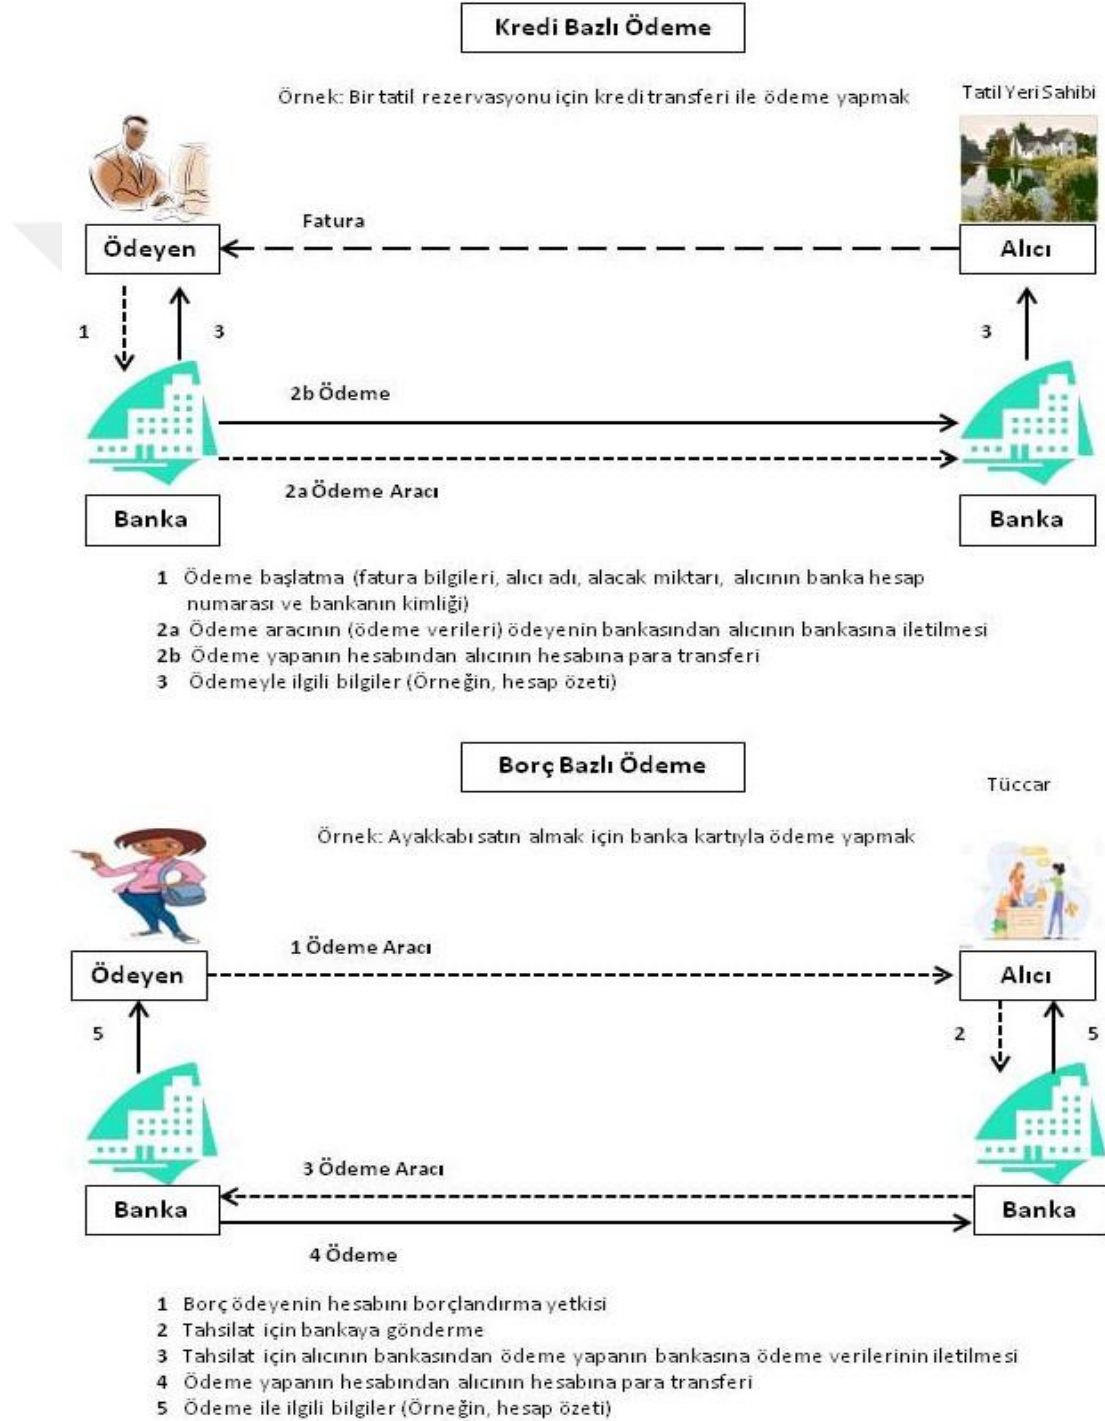 Kredi Bazlı Ödeme
Örnek: Bir tatil rezervasyonu için kredi transferi ile ödeme yapmak
Tatil Yeri Sahibi
Fatura
Ödeyen
Alıcı
1
3
3
2b Ödeme
2a Ödeme Aracı
Banka
Banka
1 Ödeme başlatma (fatura bilgileri, alıcı adı, alacak miktarı, alıcının banka hesap
numarası ve bankanın kimliği)
2a Ödeme aracının (ödeme verileri) ödeyenin bankasından alıcının bankasına iletilmesi
2b Ödeme yapanın hesabından alıcının hesabına para transferi
3 Ödemeyle ilgili bilgiler (Örneğin, hesap özeti)
Borç Bazlı Ödeme
Tüccar
Örnek: Ayakkabı satın almak için banka kartıyla ödeme yapmak
1 Ödeme Aracı
Ödeyen
Alıcı
5
2
5
3 Ödeme Aracı
Banka
Banka
4 Ödeme
1 Borç ödeyenin hesabını borçlandırma yetkisi
2 Tahsilat için bankaya gönderme
3 Tahsilat için alıcının bankasından ödeme yapanın bankasına ödeme verilerinin iletilmesi
4 Ödeme yapanın hesabından alıcının hesabına para transferi
5 Ödeme ile ilgili bilgiler (Örneğin, hesap özeti)